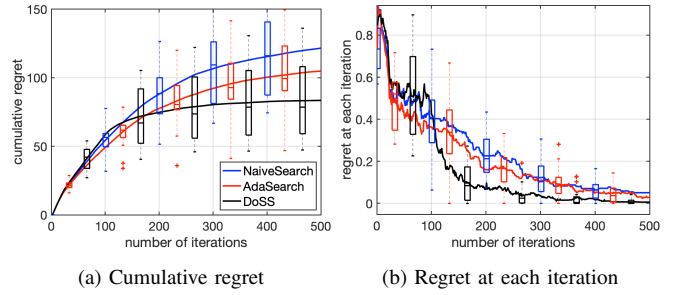 150
100
50
0
cumulative regret
0 100 200 300 400 500
number of iterations
NaiveSearch
AdaSearch
DoSS
(a) Cumulative regret
0.8
0.6
0.4
0.2
0
regret at each iteration
0 100 200 300 400 500
number of iterations
(b) Regret at each iteration